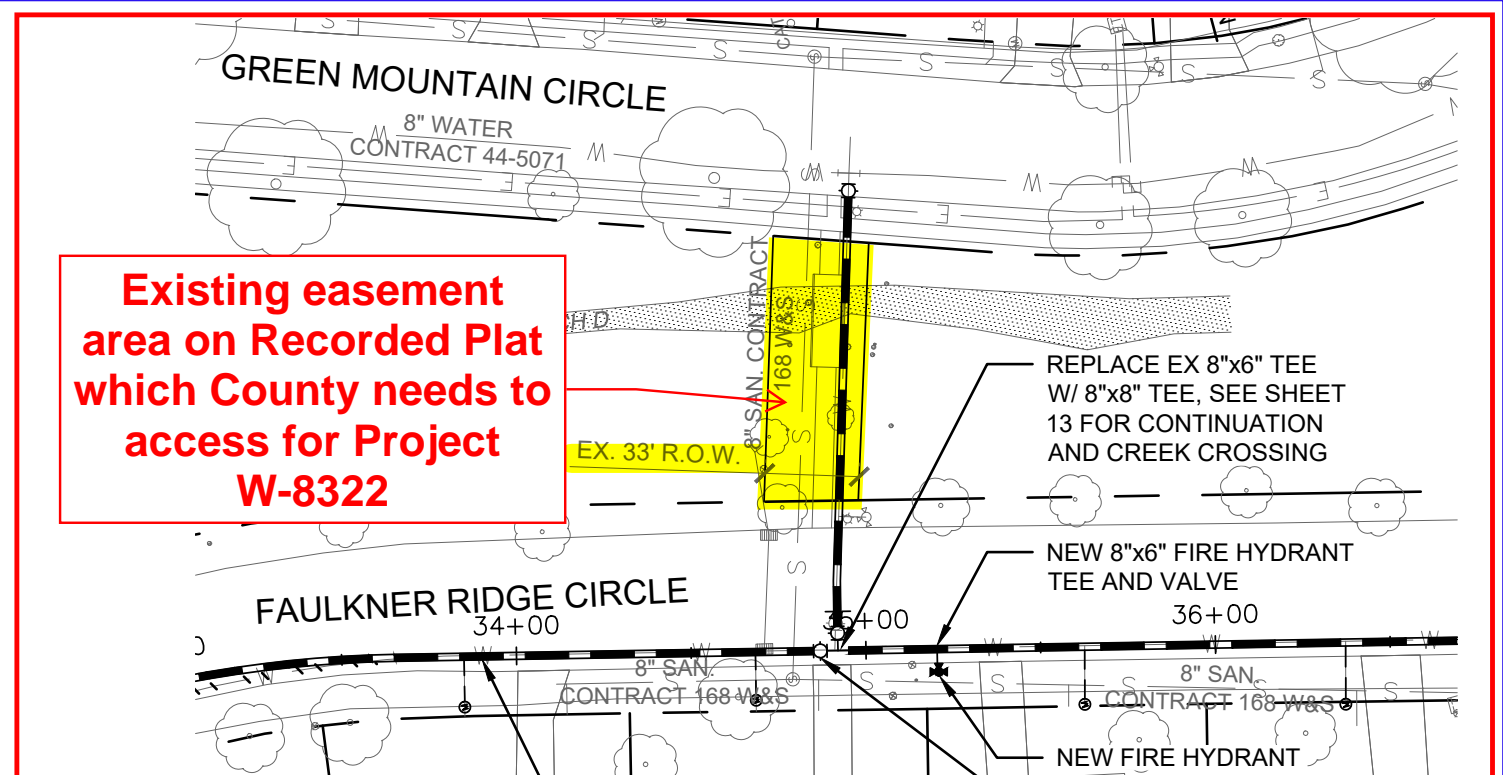 GREEN MOUNTAIN CIRCLE
8" WATER
CONTRACT 44-5071
Existing easement
area on Recorded Plat
which County needs to
access for Project
W-8322
8" SAN. CONTRACT
168 W&S
EX. 33' R.O.W.
REPLACE EX 8"x6" TEE
W/ 8"x8" TEE, SEE SHEET
13 FOR CONTINUATION
AND CREEK CROSSING
NEW 8"x6" FIRE HYDRANT
TEE AND VALVE
FAULKNER RIDGE CIRCLE
34+00
35+00
36+00
8" SAN.
CONTRACT 168 W&S
8" SAN.
CONTRACT 168 W&S
NEW FIRE HYDRANT